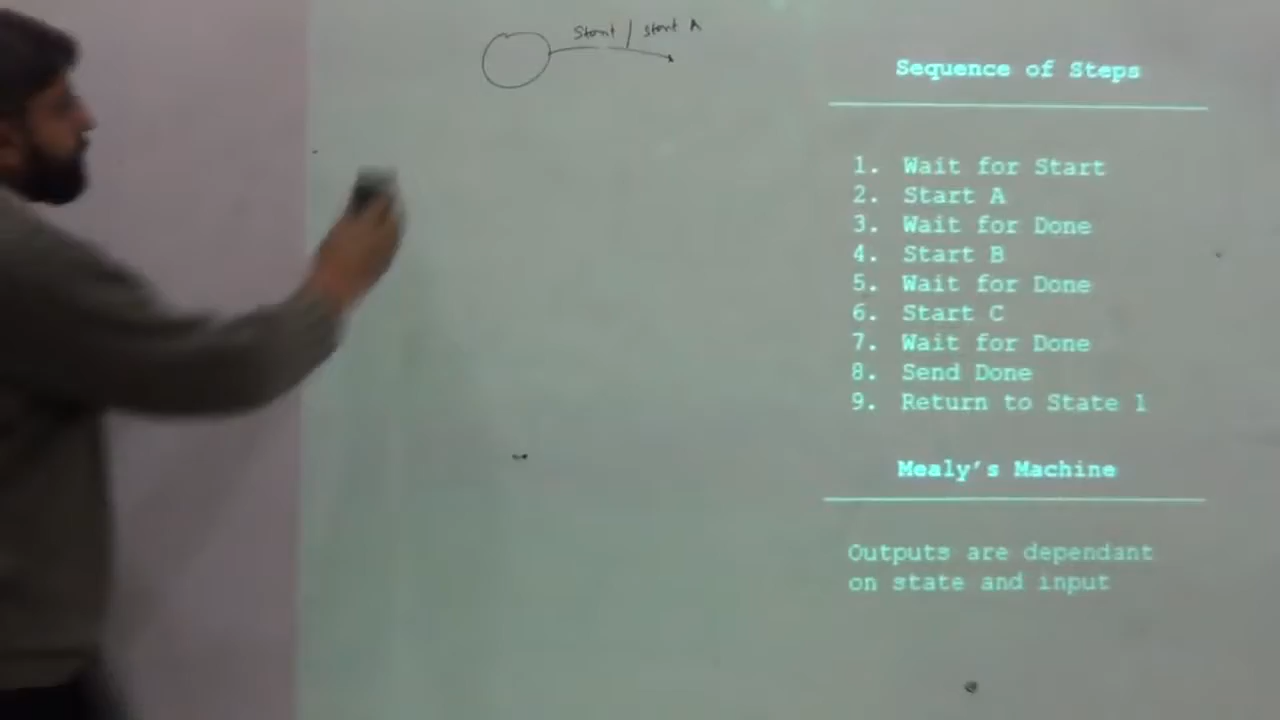 Start / start A
Sequence of Steps
1. Wait for Start
2. Start A
3. Wait for Done
4. Start B
5. Wait for Done
6. Start C
7. Wait for Done
8. Send Done
9. Return to State 1
Mealy's Machine
Outputs are dependant
on state and input